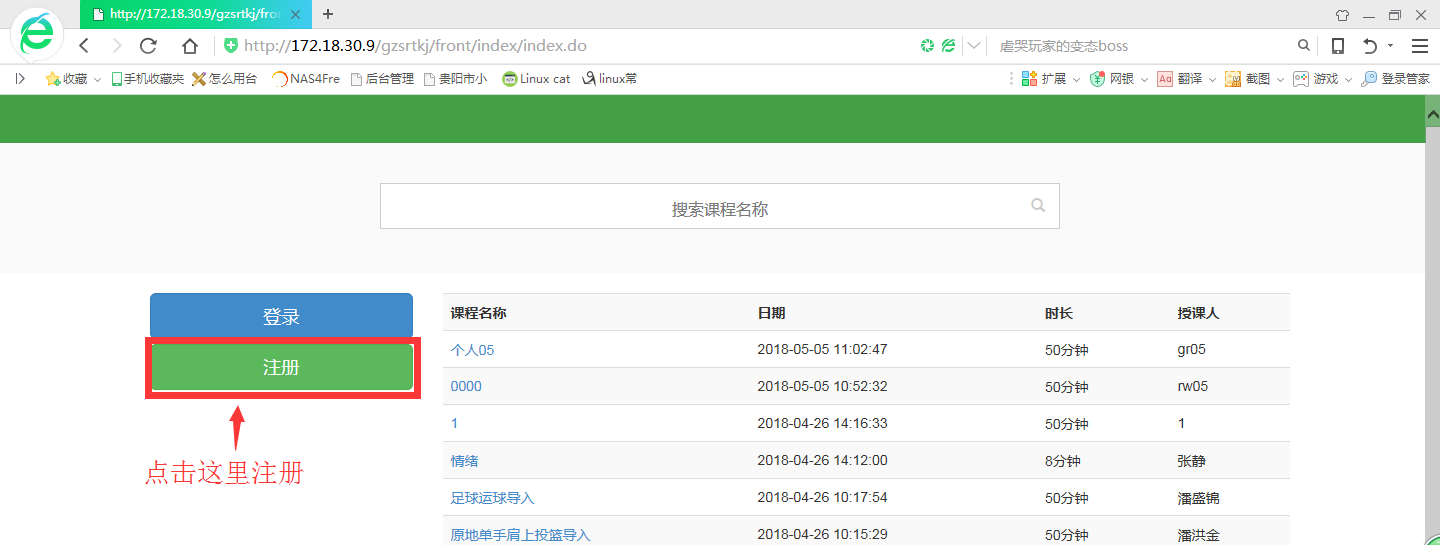 http://172.18.30.9/gzsrtkj/fron
http://172.18.30.9/gzsrtkj/front/index/index.do
虐哭玩家的变态boss
收藏 手机收藏夹 怎么用台 NAS4Fre 后台管理 贵阳市小 Linux cat linux常 扩展 网银 Aa 翻译 截图 游戏 登录管家
搜索课程名称
登录
注册
点击这里注册
课程名称 日期 时长 授课人
个人05 2018-05-05 11:02:47 50分钟 gr05
0000 2018-05-05 10:52:32 50分钟 rw05
1 2018-04-26 14:16:33 50分钟 1
情绪 2018-04-26 14:12:00 8分钟 张静
足球运球导入 2018-04-26 10:17:54 50分钟 潘盛锦
原地单手肩上投篮导入 2018-04-26 10:15:29 50分钟 潘洪金